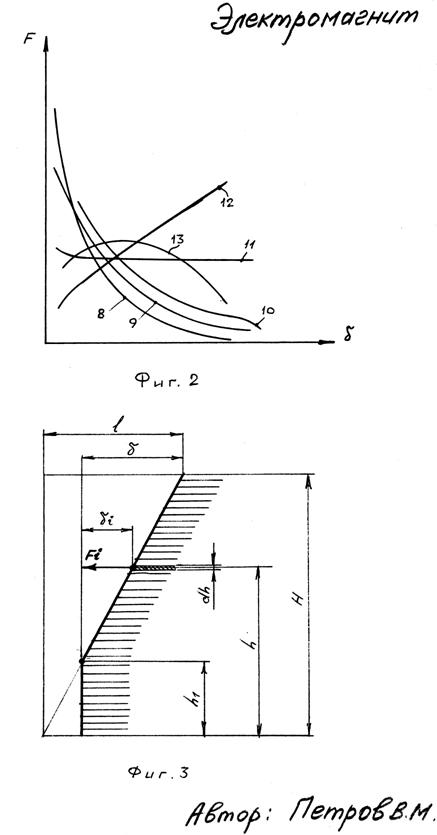 Электромагнит
F
12
13
11
8
9
10
δ
Фиг. 2
l
δ
δi
Fi
dh
h
H
h1
Фиг. 3
Автор: Петров В.М.